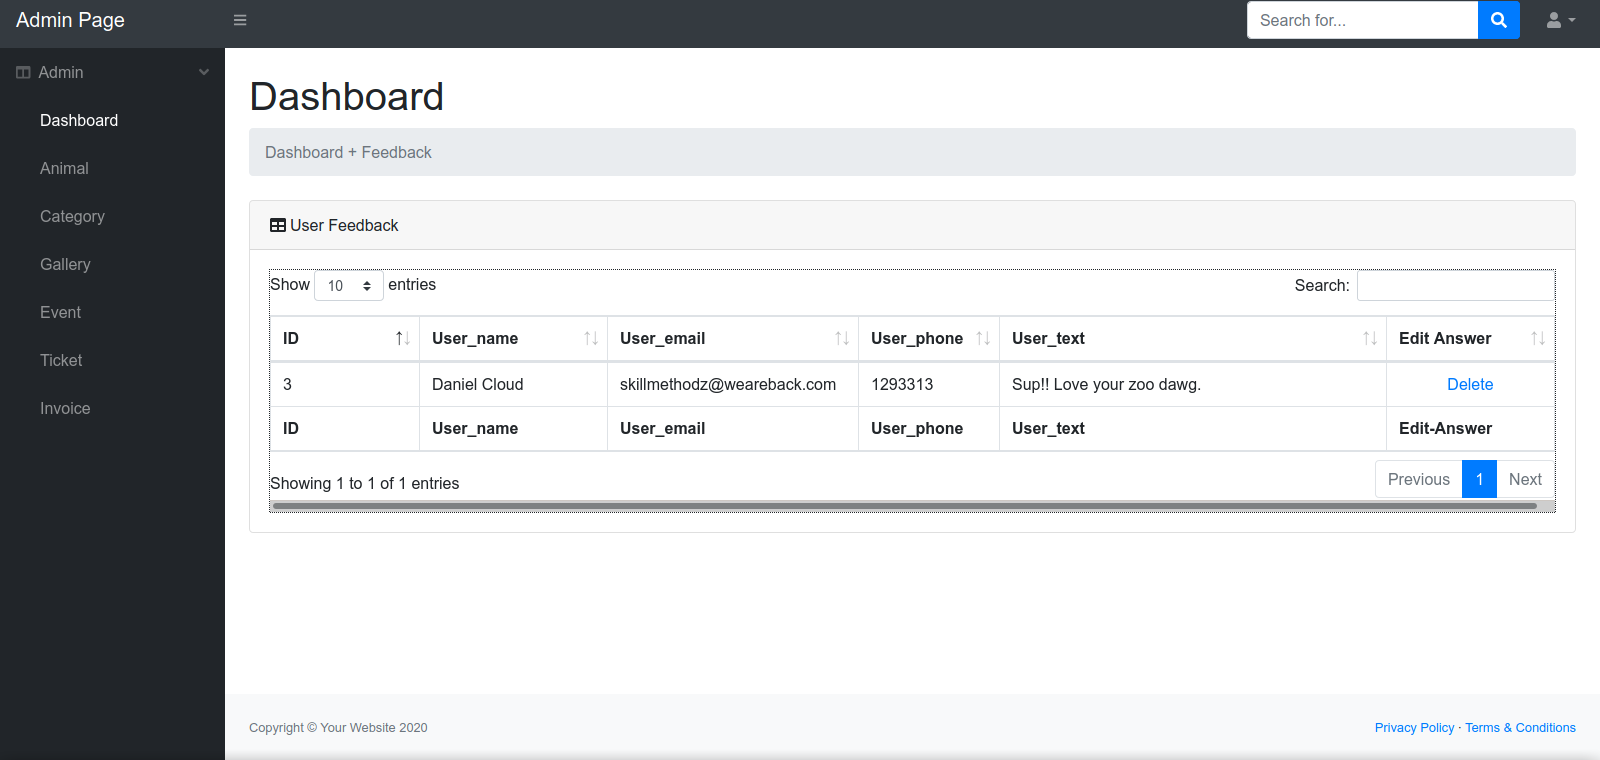 Admin Page
Search for...
Admin
Dashboard
Animal
Category
Gallery
Event
Ticket
Invoice
Dashboard
Dashboard + Feedback
User Feedback
Show 10 entries
Search:
ID User_name User_email User_phone User_text Edit Answer
3 Daniel Cloud skillmethodz@weareback.com 1293313 Sup!! Love your zoo dawg. Delete
ID User_name User_email User_phone User_text Edit-Answer
Showing 1 to 1 of 1 entries
Previous 1 Next
Copyright © Your Website 2020
Privacy Policy · Terms & Conditions